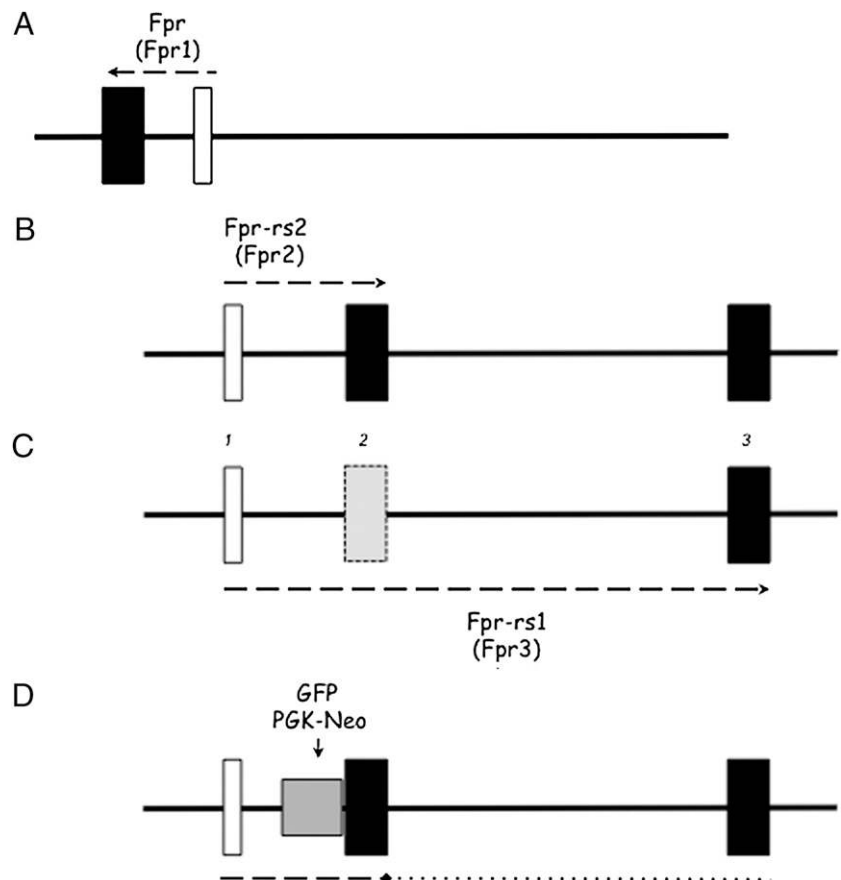 A
Fpr
(Fpr1)
B
Fpr-rs2
(Fpr2)
C
1 2 3
Fpr-rs1
(Fpr3)
D
GFP
PGK-Neo